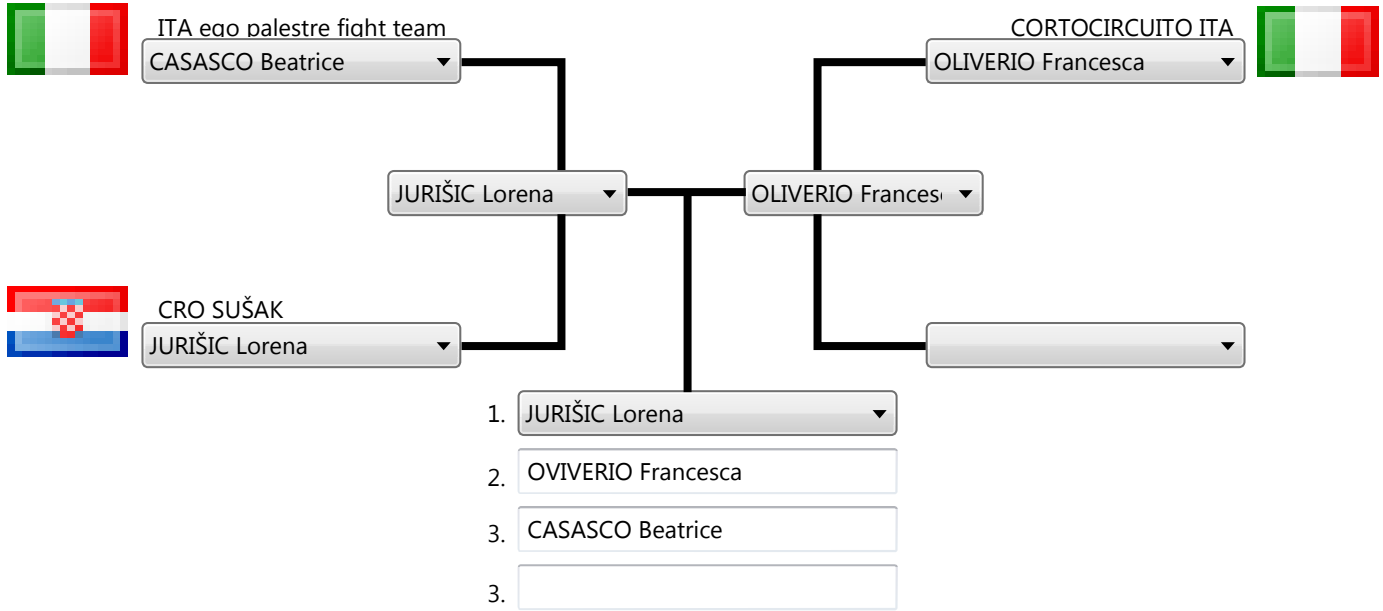 ITA ego palestre fight team
CORTOCIRCUITO ITA
CASASCO Beatrice
OLIVERIO Francesca
JURIŠIC Lorena
OLIVERIO Frances
CRO SUŠAK
JURIŠIC Lorena
1. JURIŠIC Lorena
2. OVIVERIO Francesca
3. CASASCO Beatrice
3.